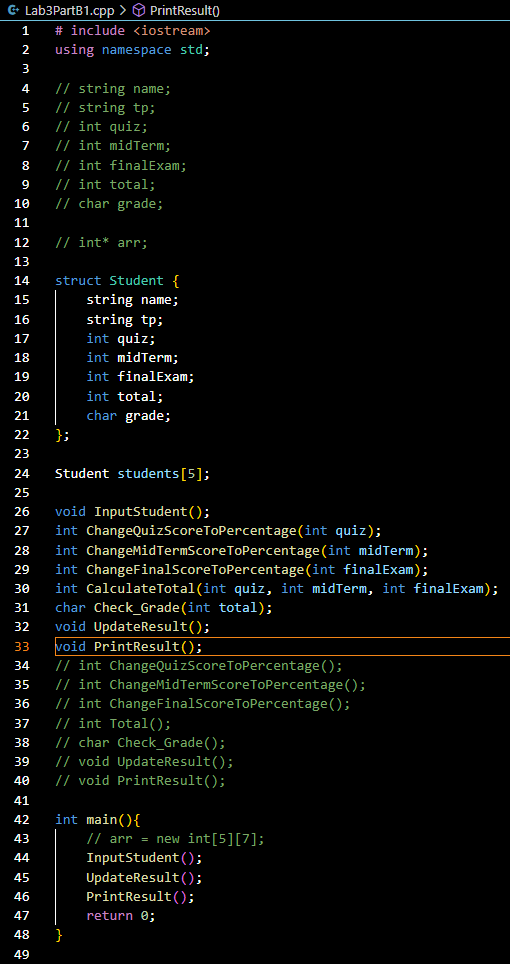 Lab3PartB1.cpp > PrintResult()
1 # include <iostream>
2 using namespace std;
3
4 // string name;
5 // string tp;
6 // int quiz;
7 // int midTerm;
8 // int finalExam;
9 // int total;
10 // char grade;
11
12 // int* arr;
13
14 struct Student {
15     string name;
16     string tp;
17     int quiz;
18     int midTerm;
19     int finalExam;
20     int total;
21     char grade;
22 };
23
24 Student students[5];
25
26 void InputStudent();
27 int ChangeQuizScoreToPercentage(int quiz);
28 int ChangeMidTermScoreToPercentage(int midTerm);
29 int ChangeFinalScoreToPercentage(int finalExam);
30 int CalculateTotal(int quiz, int midTerm, int finalExam);
31 char Check_Grade(int total);
32 void UpdateResult();
33 void PrintResult();
34 // int ChangeQuizScoreToPercentage();
35 // int ChangeMidTermScoreToPercentage();
36 // int ChangeFinalScoreToPercentage();
37 // int Total();
38 // char Check_Grade();
39 // void UpdateResult();
40 // void PrintResult();
41
42 int main(){
43     // arr = new int[5][7];
44     InputStudent();
45     UpdateResult();
46     PrintResult();
47     return 0;
48 }
49